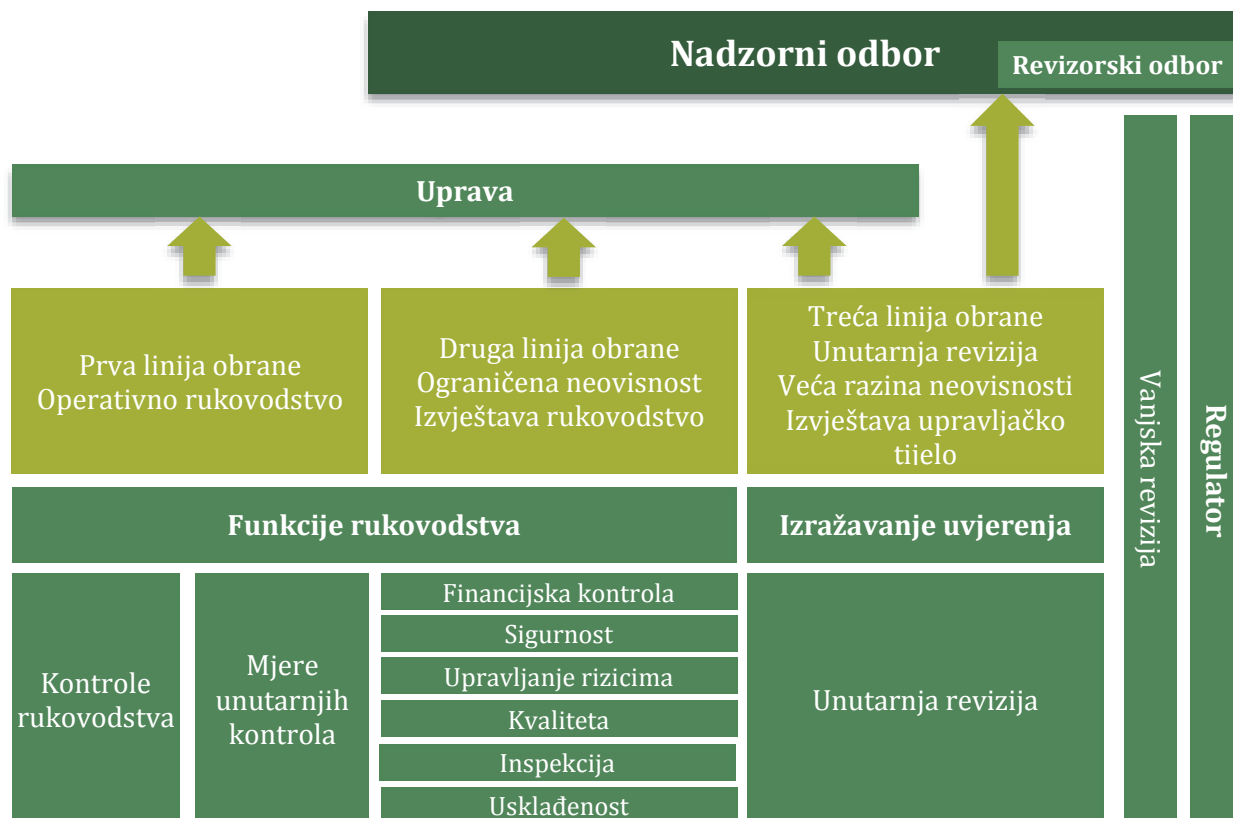 Nadzorni odbor
Revizorski odbor
Uprava
Prva linija obrane
Operativno rukovodstvo
Druga linija obrane
Ograničena neovisnost
Izvještava rukovodstvo
Treća linija obrane
Unutarnja revizija
Veća razina neovisnosti
Izvještava upravljačko
tijelo
Vanjska revizija
Regulator
Funkcije rukovodstva
Izražavanje uvjerenja
Kontrole
rukovodstva
Mjere
unutarnjih
kontrola
Financijska kontrola
Sigurnost
Upravljanje rizicima
Kvaliteta
Inspekcija
Usklađenost
Unutarnja revizija